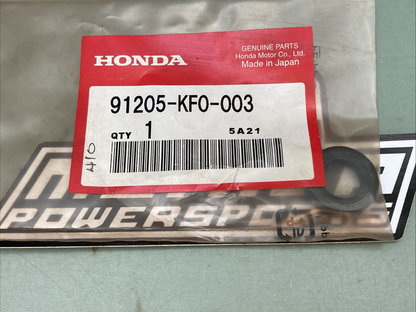 HONDA
GENUINE PARTS
Honda Motor Co., Ltd.
Made in Japan
91205-KF0-003
QTY 1 5A21
410
POWERSPORTS